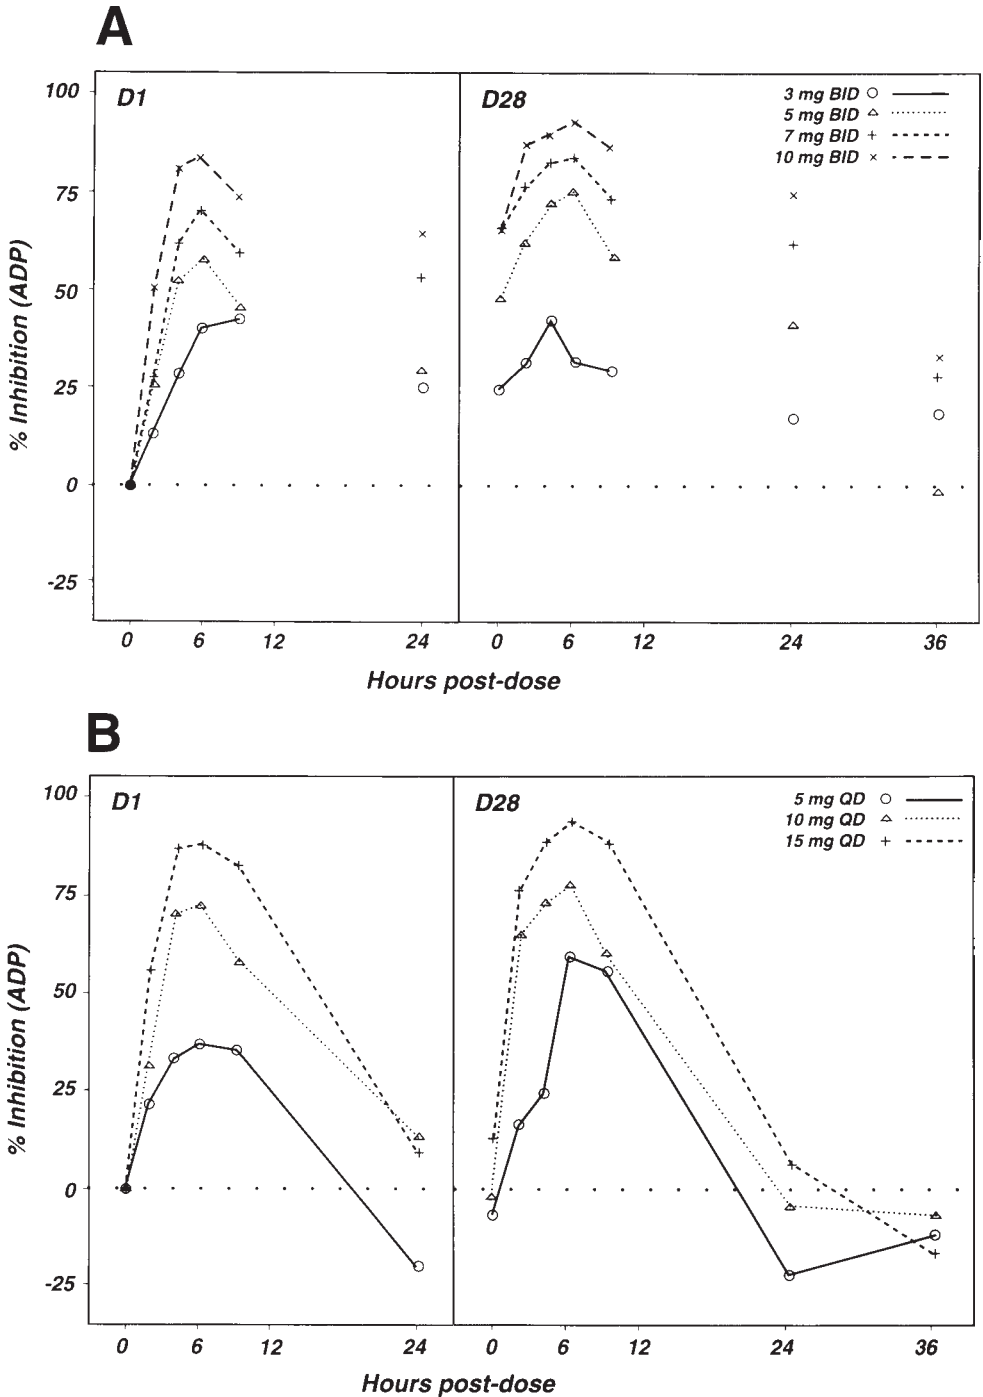 A
D1
D28
3 mg BID
5 mg BID
7 mg BID
10 mg BID
100
75
50
25
0
-25
% Inhibition (ADP)
0 6 12 24 0 6 12 24 36
Hours post-dose
B
D1
D28
5 mg QD
10 mg QD
15 mg QD
100
75
50
25
0
-25
% Inhibition (ADP)
0 6 12 24 0 6 12 24 36
Hours post-dose